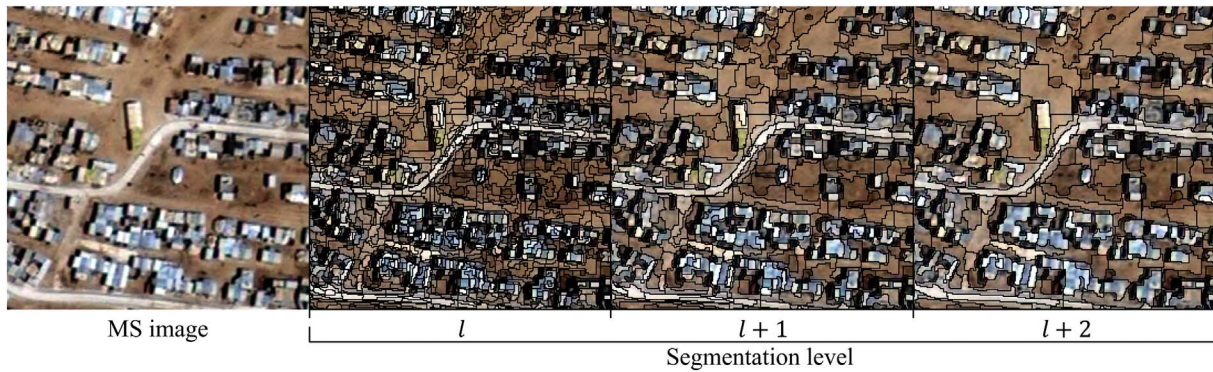 MS image
l
l + 1
l + 2
Segmentation level